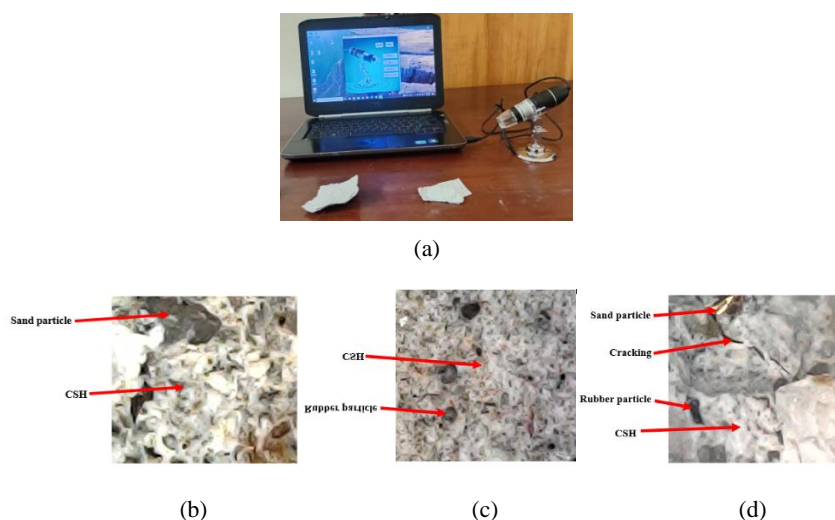 (a)
Sand particle
CSH
(b)
CSH
Rubber particle
(c)
Sand particle
Cracking
Rubber particle
CSH
(d)